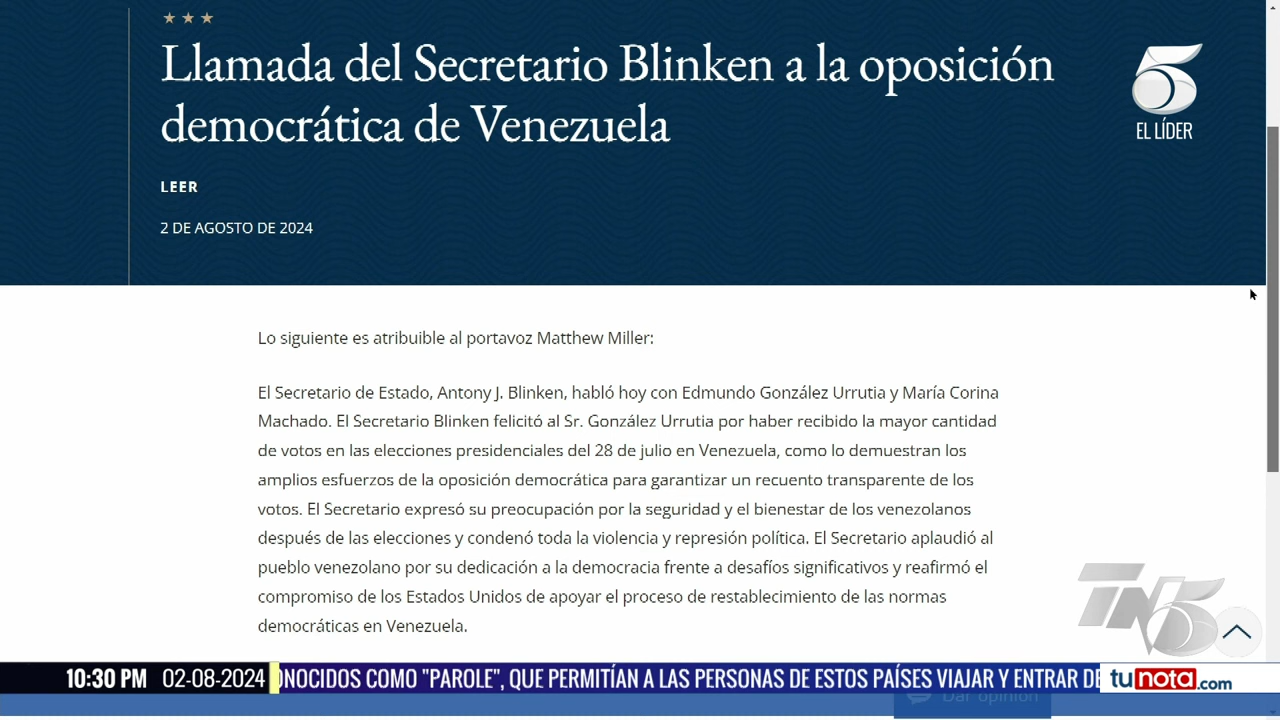 Llamada del Secretario Blinken a la oposición
democrática de Venezuela
5
EL LÍDER
LEER
2 DE AGOSTO DE 2024
Lo siguiente es atribuible al portavoz Matthew Miller:
El Secretario de Estado, Antony J. Blinken, habló hoy con Edmundo González Urrutia y María Corina
Machado. El Secretario Blinken felicitó al Sr. González Urrutia por haber recibido la mayor cantidad
de votos en las elecciones presidenciales del 28 de julio en Venezuela, como lo demuestran los
amplios esfuerzos de la oposición democrática para garantizar un recuento transparente de los
votos. El Secretario expresó su preocupación por la seguridad y el bienestar de los venezolanos
después de las elecciones y condenó toda la violencia y represión política. El Secretario aplaudió al
pueblo venezolano por su dedicación a la democracia frente a desafíos significativos y reafirmó el
compromiso de los Estados Unidos de apoyar el proceso de restablecimiento de las normas
democráticas en Venezuela.
TN5
10:30 PM 02-08-2024 ONOCIDOS COMO "PAROLE", QUE PERMITÍAN A LAS PERSONAS DE ESTOS PAÍSES VIAJAR Y ENTRAR DE tunota.com
Dar opinión